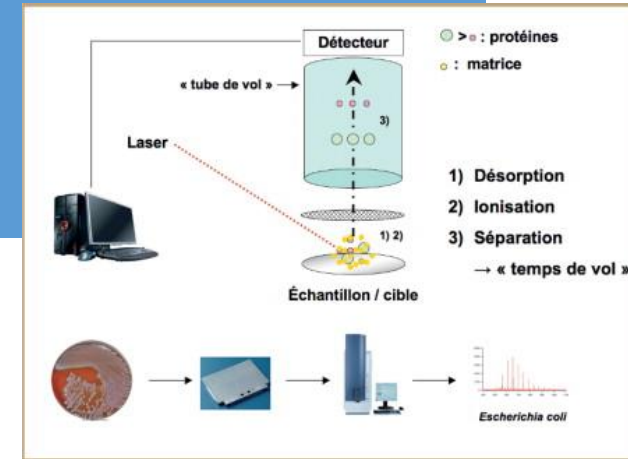 Détecteur
> : protéines
: matrice
« tube de vol »
3)
Laser
1) Désorption
2) Ionisation
3) Séparation
→ « temps de vol »
1) 2)
Échantillon / cible
Escherichia coli